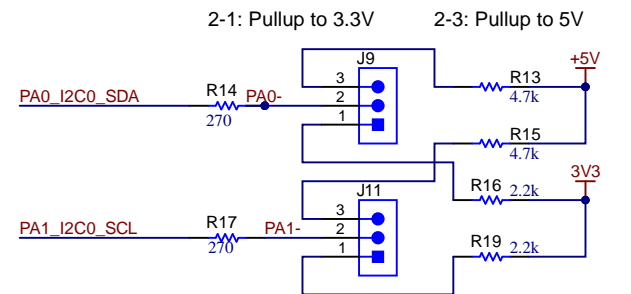 2-1: Pullup to 3.3V 2-3: Pullup to 5V
J9
+5V
3
R13
4.7k
PA0_I2C0_SDA
R14
270
PA0-
2
1
R15
4.7k
J11
R16
2.2k
3V3
3
PA1_I2C0_SCL
R17
270
PA1-
2
1
R19
2.2k